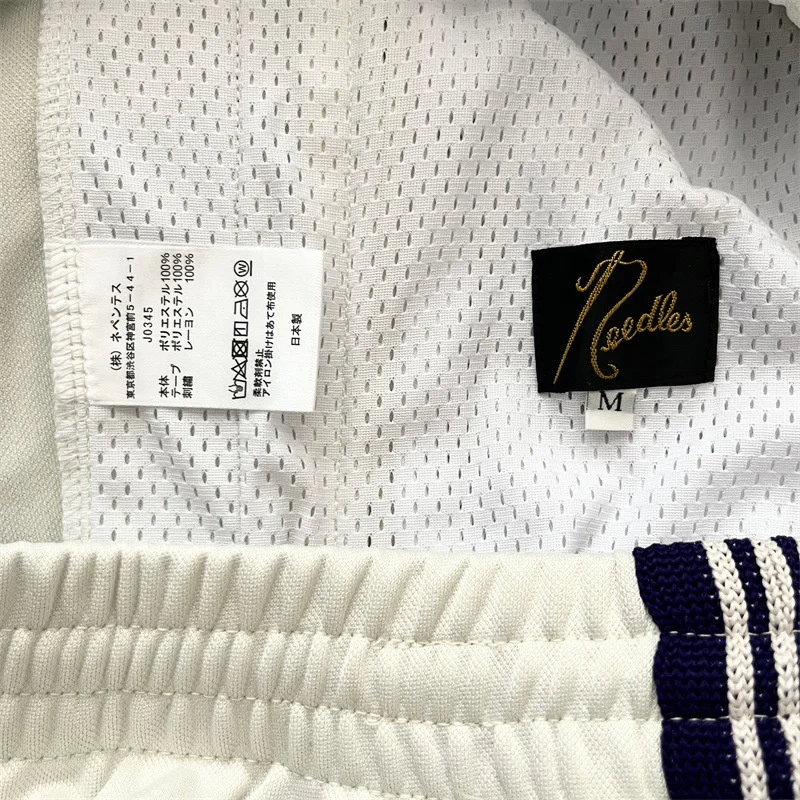 (株) ネペンテス
東京都渋谷区神宮前5-44-1
J0345
本体 ポリエステル100%
テープ ポリエステル100%
刺繍 レーヨン 100%
W
柔軟剤禁止
アイロン掛けはあて布使用
日本製
Needles
M